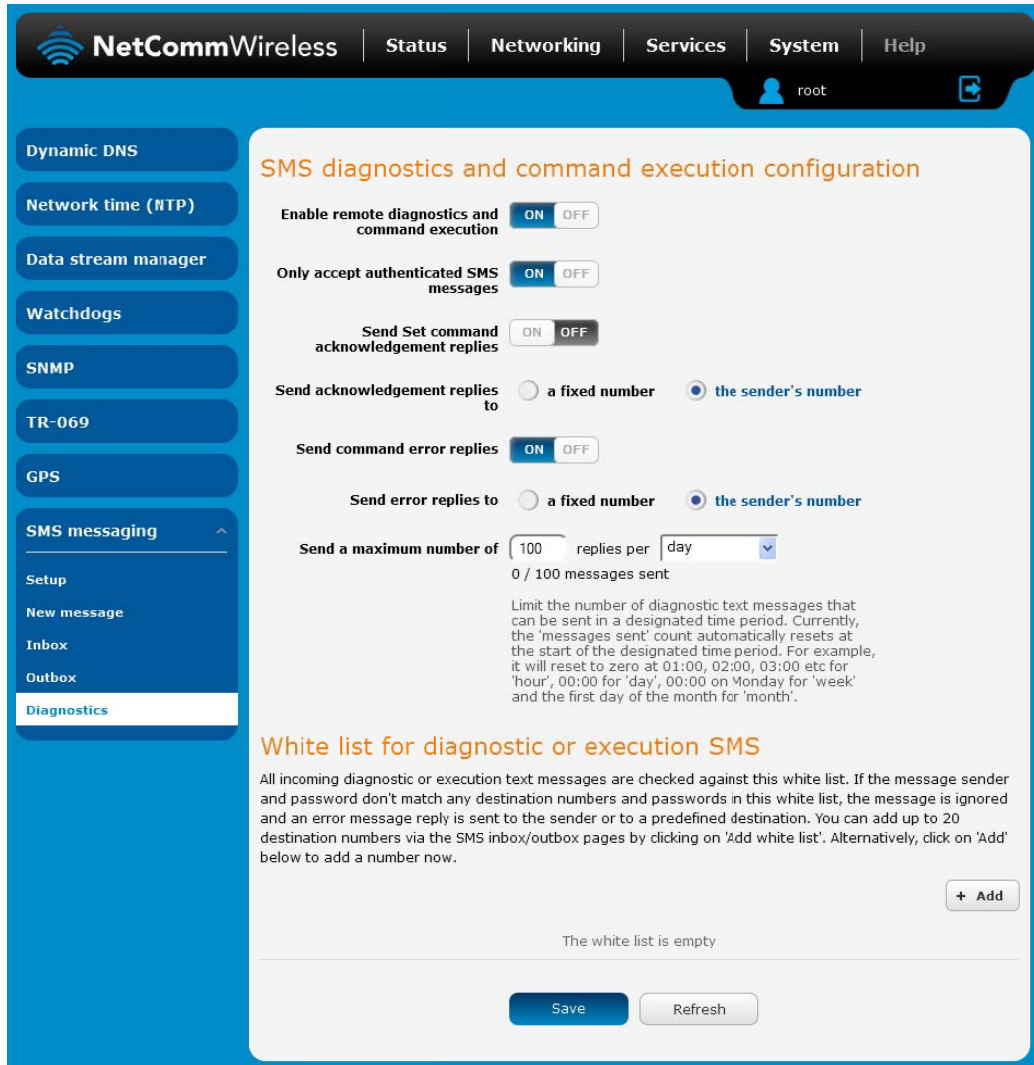 NetCommWireless
Status
Networking
Services
System
Help
root
Dynamic DNS
Network time (NTP)
Data stream manager
Watchdogs
SNMP
TR-069
GPS
SMS messaging
Setup
New message
Inbox
Outbox
Diagnostics
SMS diagnostics and command execution configuration
Enable remote diagnostics and
command execution
ON OFF
Only accept authenticated SMS
messages
ON OFF
Send Set command
acknowledgement replies
ON OFF
Send acknowledgement replies
to
a fixed number
the sender's number
Send command error replies
ON OFF
Send error replies to
a fixed number
the sender's number
Send a maximum number of 100 replies per day
0 / 100 messages sent
Limit the number of diagnostic text messages that
can be sent in a designated time period. Currently,
the 'messages sent' count automatically resets at
the start of the designated time period. For example,
it will reset to zero at 01:00, 02:00, 03:00 etc for
'hour', 00:00 for 'day', 00:00 on Monday for 'week'
and the first day of the month for 'month'.
White list for diagnostic or execution SMS
All incoming diagnostic or execution text messages are checked against this white list. If the message sender
and password don't match any destination numbers and passwords in this white list, the message is ignored
and an error message reply is sent to the sender or to a predefined destination. You can add up to 20
destination numbers via the SMS inbox/outbox pages by clicking on 'Add white list'. Alternatively, click on 'Add'
below to add a number now.
+ Add
The white list is empty
Save
Refresh